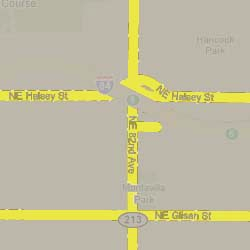 Course
Hancock
Park
84
NE Halsey St
NE Halsey St
NE 82nd Ave
Montavilla
Park
213
NE Glisan St